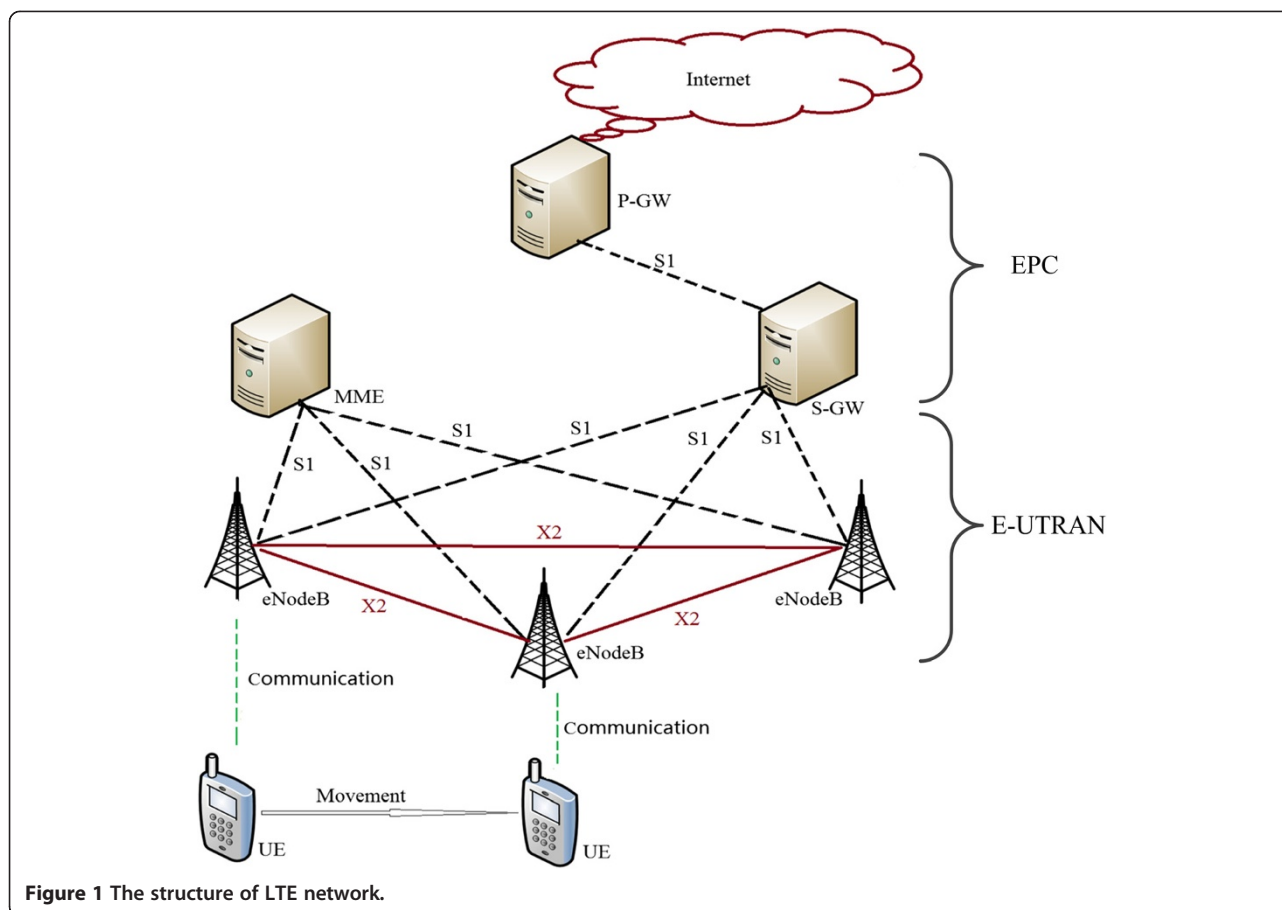 Internet
P-GW
S1
EPC
MME
S-GW
S1
S1
S1
S1
S1
S1
E-UTRAN
X2
eNodeB
X2
X2
eNodeB
eNodeB
Communication
Communication
Movement
UE
UE
Figure 1 The structure of LTE network.